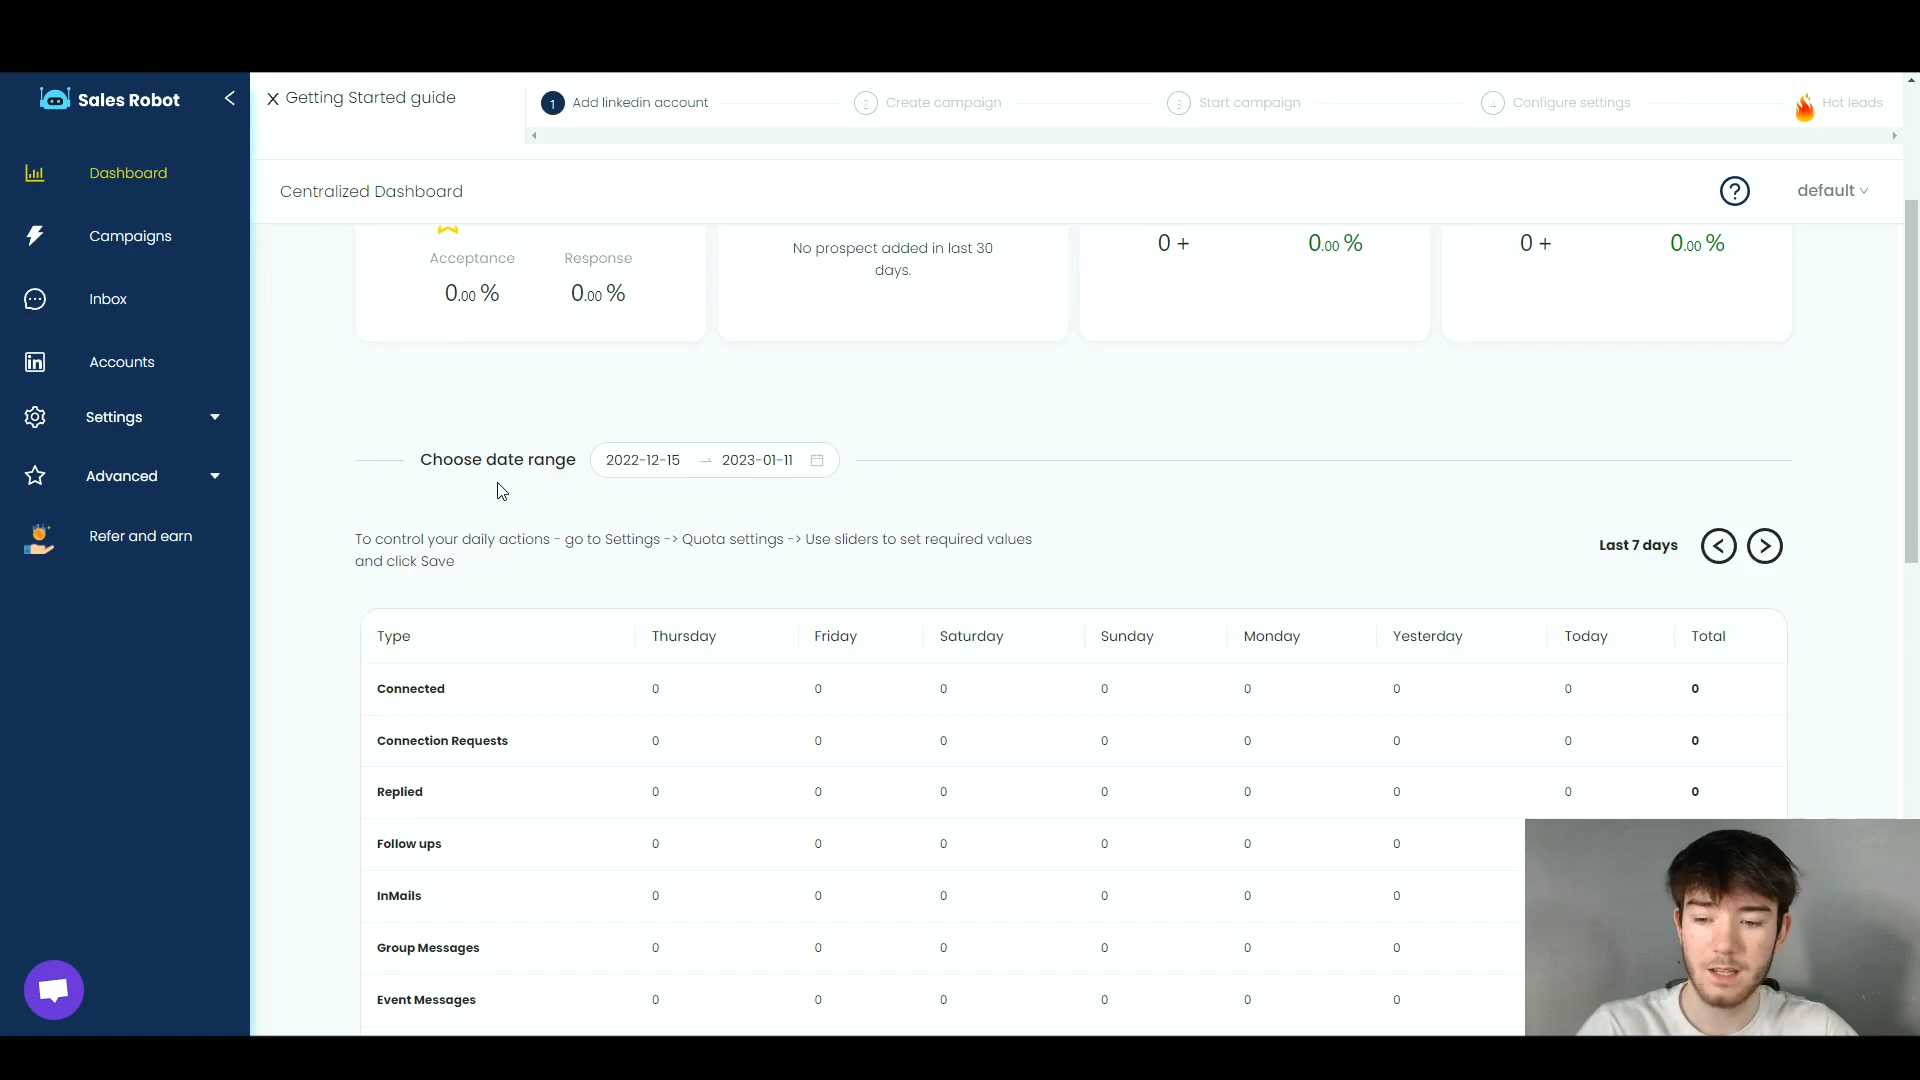 Sales Robot
Getting Started guide
1 Add linkedin account
2 Create campaign
3 Start campaign
4 Configure settings
Hot leads
Dashboard
Campaigns
Inbox
Accounts
Settings
Advanced
Refer and earn
Centralized Dashboard
? default
Acceptance Response
0.00 % 0.00 %
No prospect added in last 30
days.
0 + 0.00 %
0 + 0.00 %
Choose date range 2022-12-15 → 2023-01-11
To control your daily actions - go to Settings -> Quota settings -> Use sliders to set required values
and click Save
Last 7 days
Type Thursday Friday Saturday Sunday Monday Yesterday Today Total
Connected 0 0 0 0 0 0 0 0
Connection Requests 0 0 0 0 0 0 0 0
Replied 0 0 0 0 0 0 0 0
Follow ups 0 0 0 0 0 0
InMails 0 0 0 0 0 0
Group Messages 0 0 0 0 0 0
Event Messages 0 0 0 0 0 0